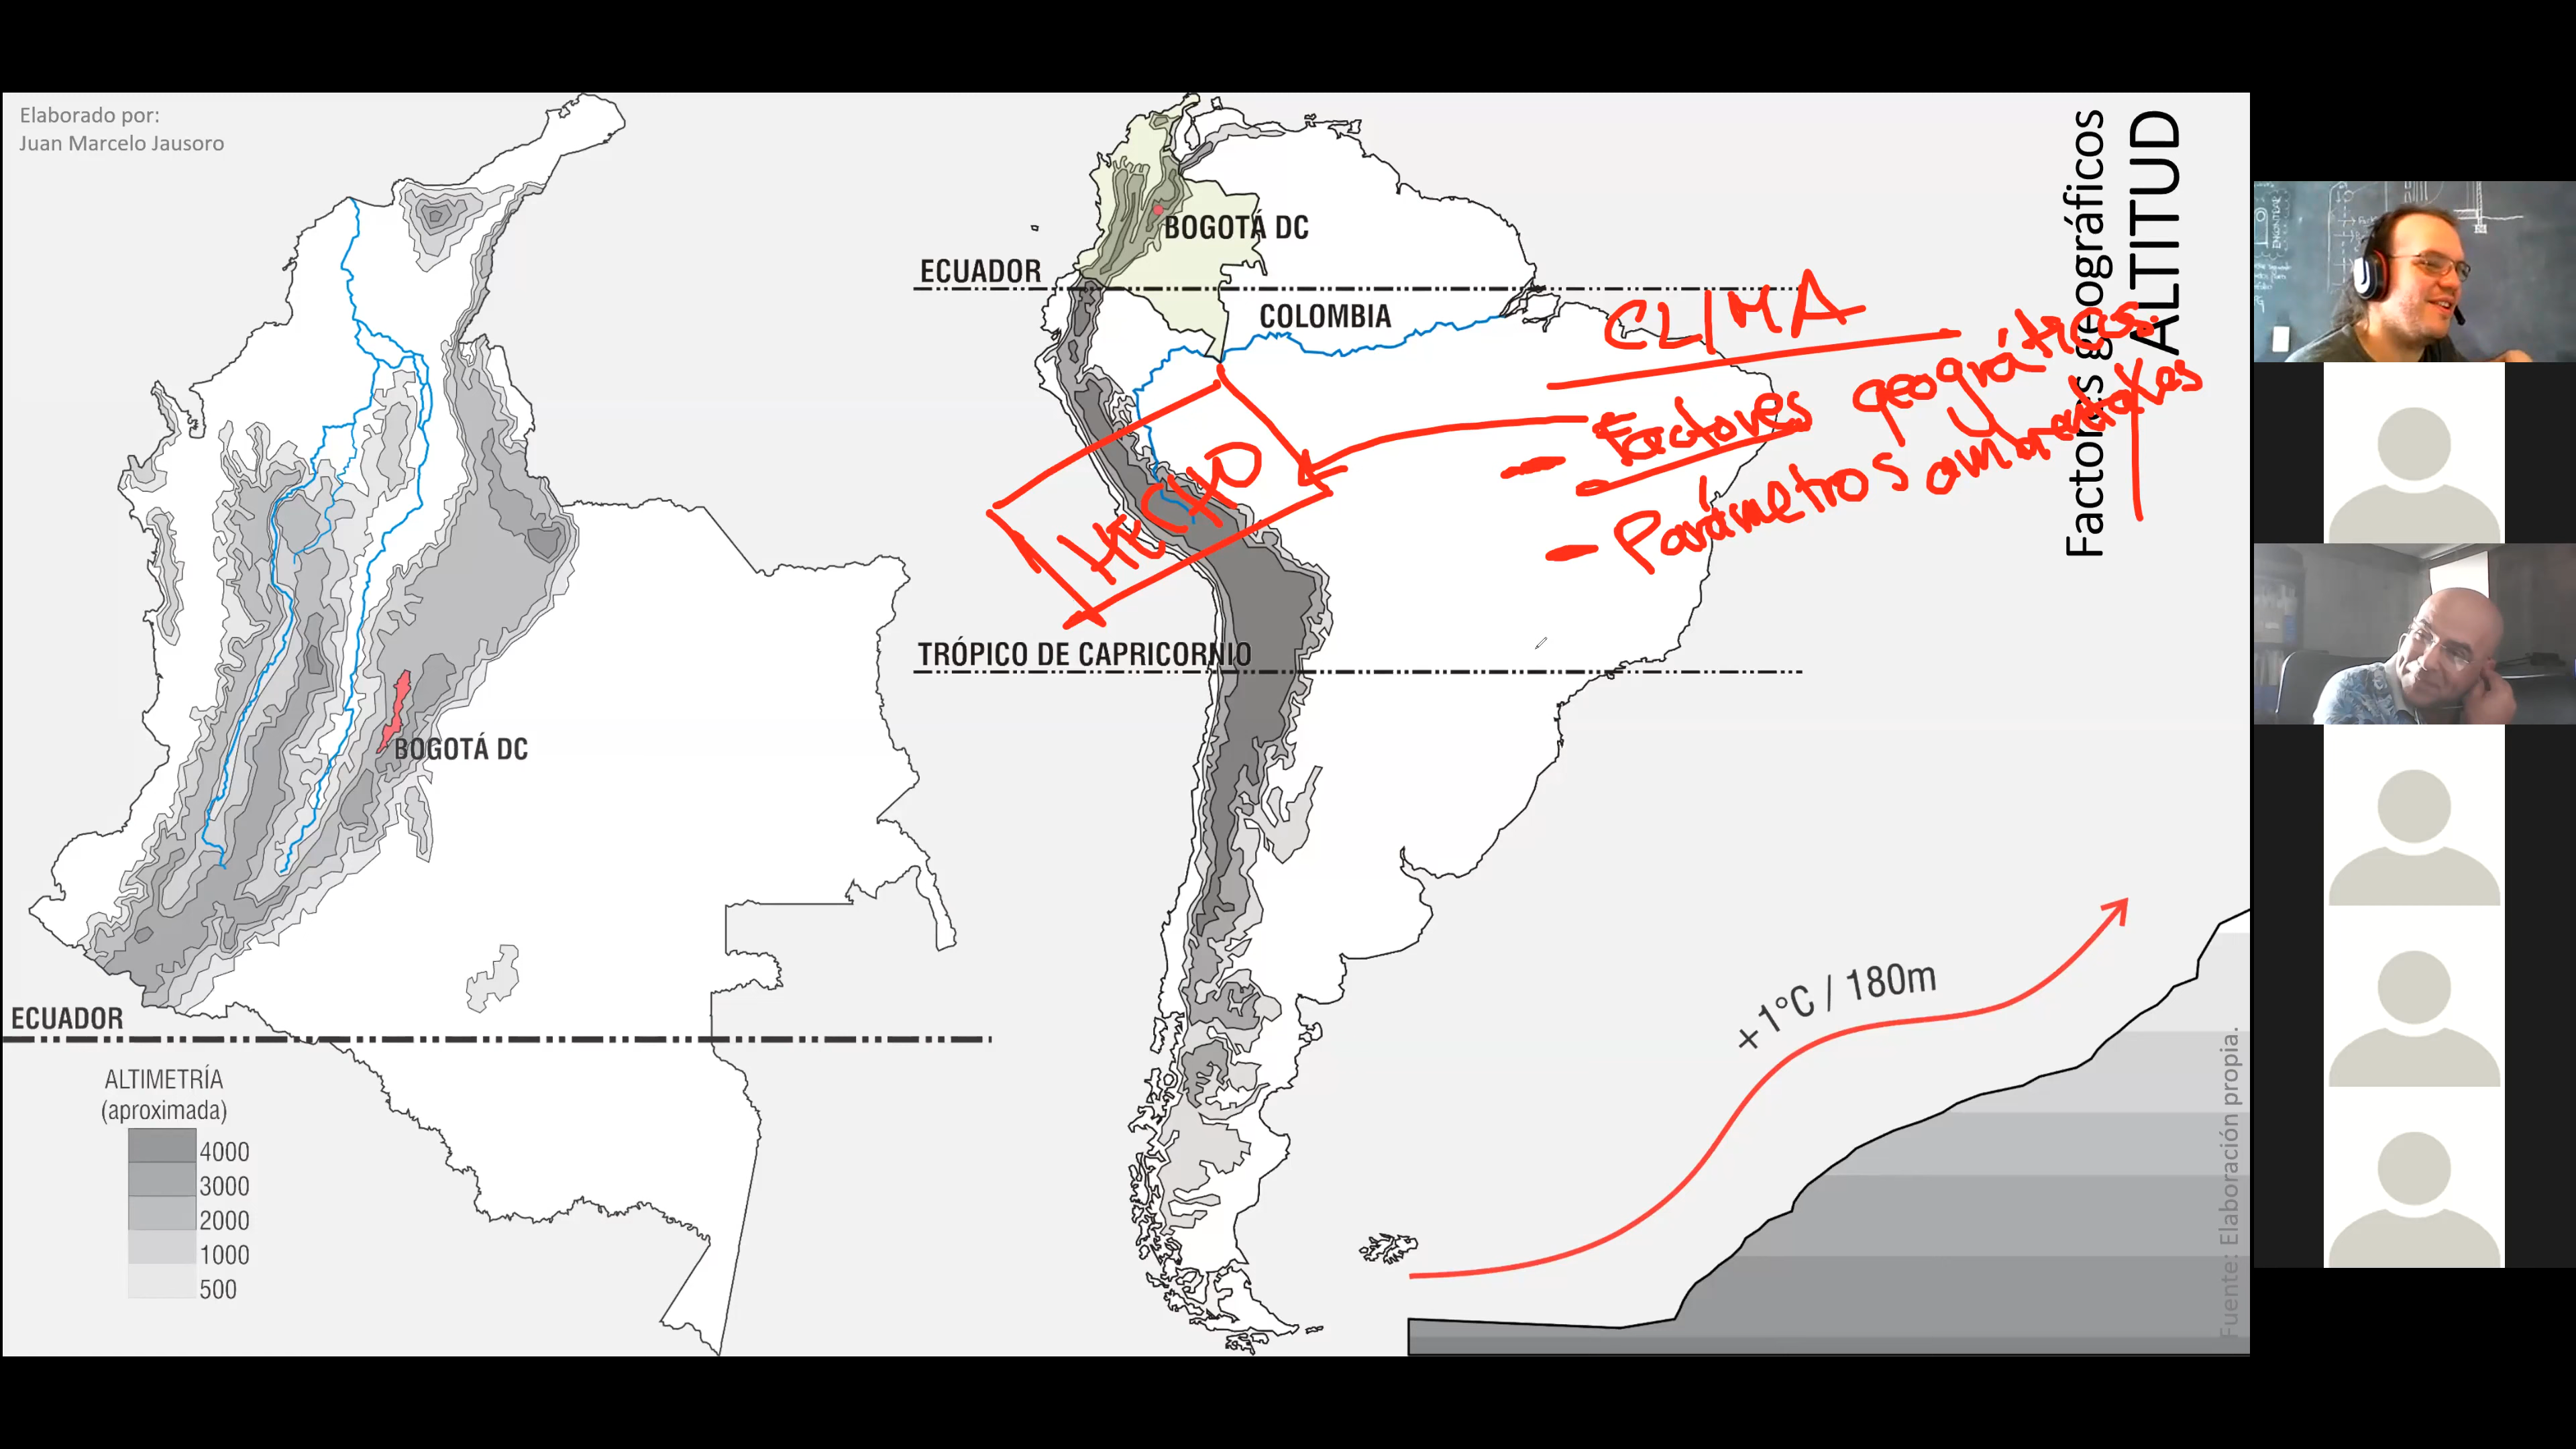 Elaborado por:
Juan Marcelo Jausoro
BOGOTÁ DC
ECUADOR
ALTIMETRÍA
(aproximada)
4000
3000
2000
1000
500
BOGOTÁ DC
ECUADOR
COLOMBIA
TRÓPICO DE CAPRICORNIO
CLIMA
- Factores geográficos
- Parámetros ambientales
HECHO
+1°C / 180m
Factores geográficos
ALTITUD
Fuente: Elaboración propia.